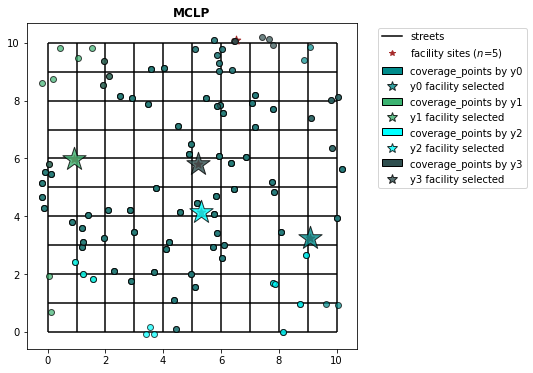 MCLP
streets
facility sites (n=5)
coverage_points by y0
y0 facility selected
coverage_points by y1
y1 facility selected
coverage_points by y2
y2 facility selected
coverage_points by y3
y3 facility selected
10
8
6
4
2
0
0 2 4 6 8 10